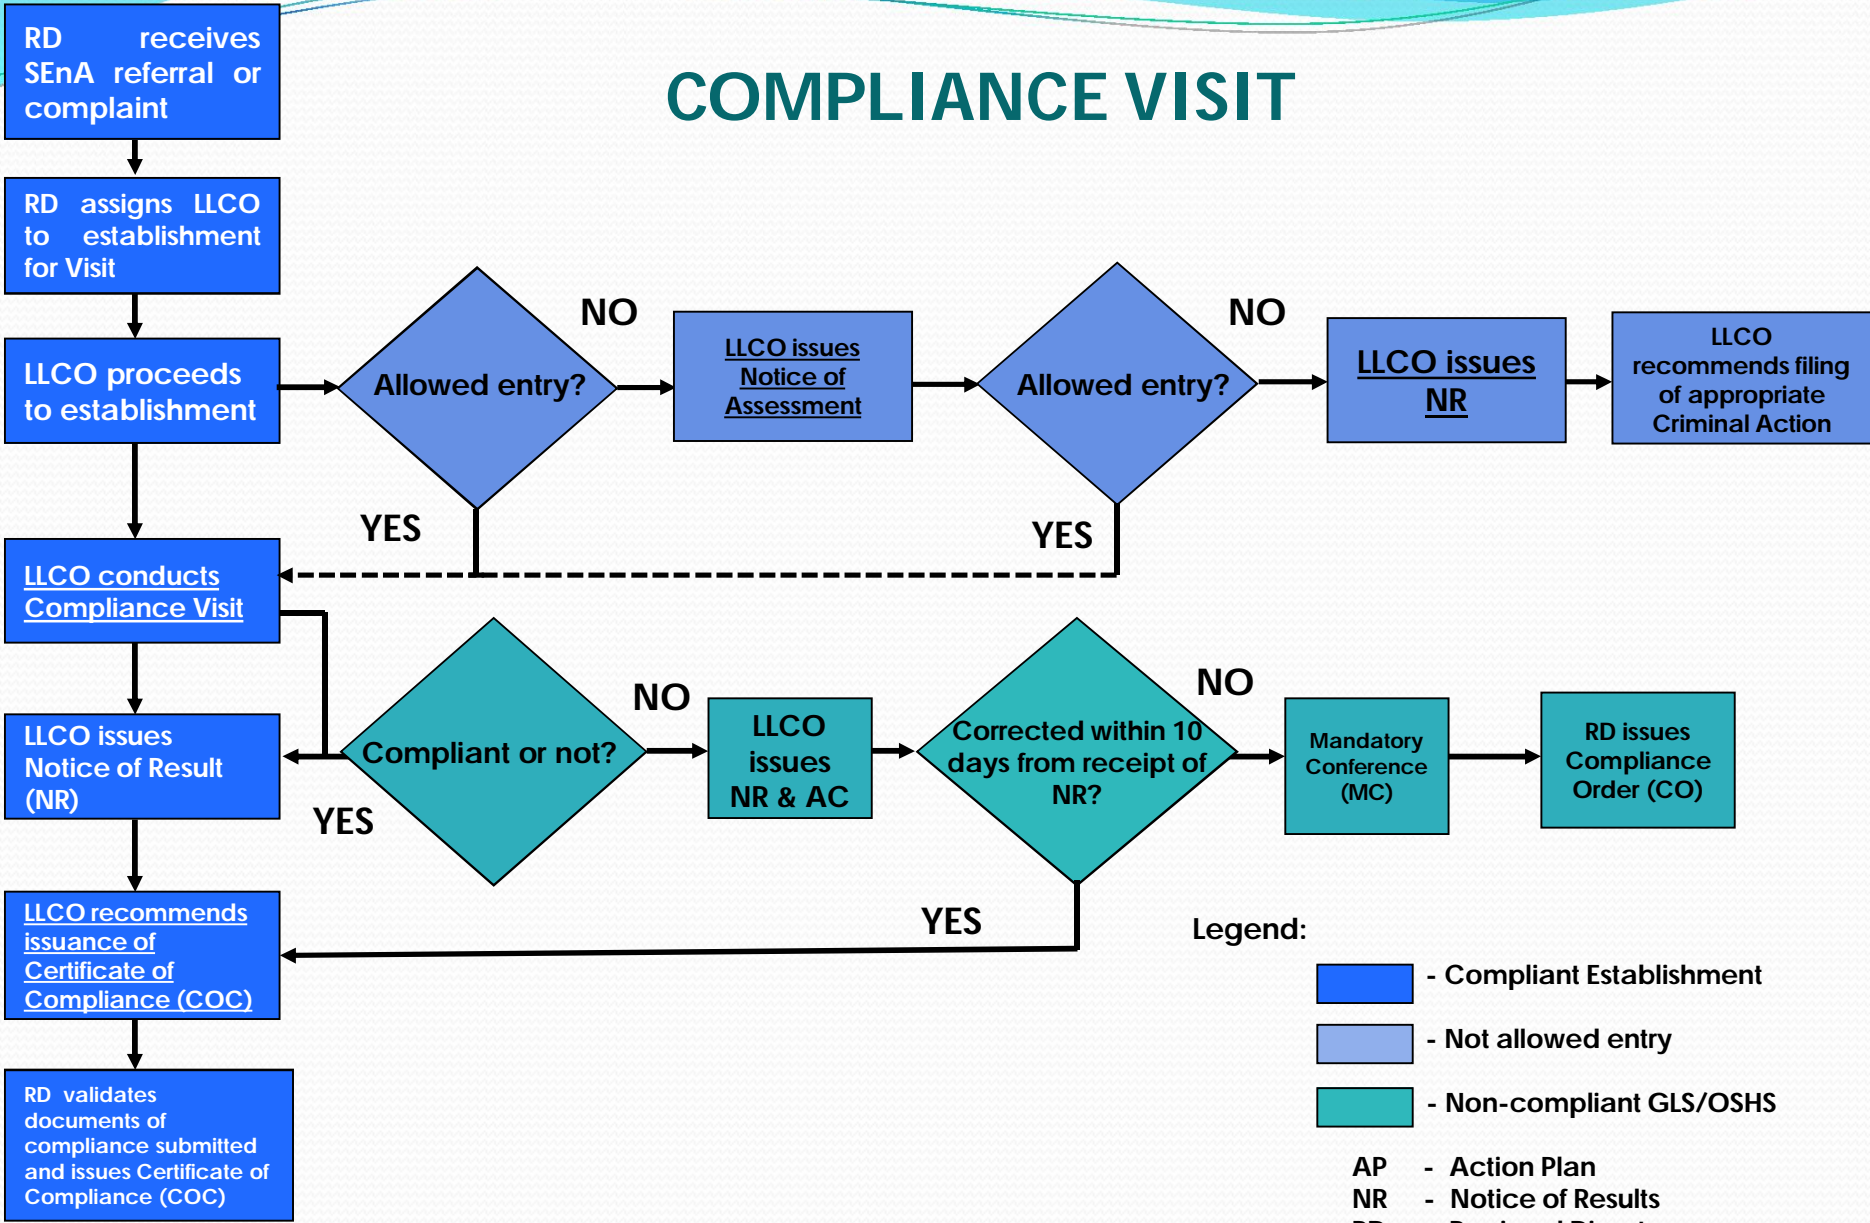 COMPLIANCE VISIT
RD receives
SEnA referral or
complaint
RD assigns LLCO
to establishment
for Visit
LLCO proceeds
to establishment
Allowed entry?
NO
LLCO issues
Notice of
Assessment
Allowed entry?
NO
LLCO issues
NR
LLCO
recommends filing
of appropriate
Criminal Action
YES
YES
LLCO conducts
Compliance Visit
LLCO issues
Notice of Result
(NR)
Compliant or not?
YES
NO
LLCO
issues
NR & AC
Corrected within 10
days from receipt of
NR?
NO
Mandatory
Conference
(MC)
RD issues
Compliance
Order (CO)
YES
LLCO recommends
issuance of
Certificate of
Compliance (COC)
RD validates
documents of
compliance submitted
and issues Certificate of
Compliance (COC)
Legend:
- Compliant Establishment
- Not allowed entry
- Non-compliant GLS/OSHS
AP - Action Plan
NR - Notice of Results